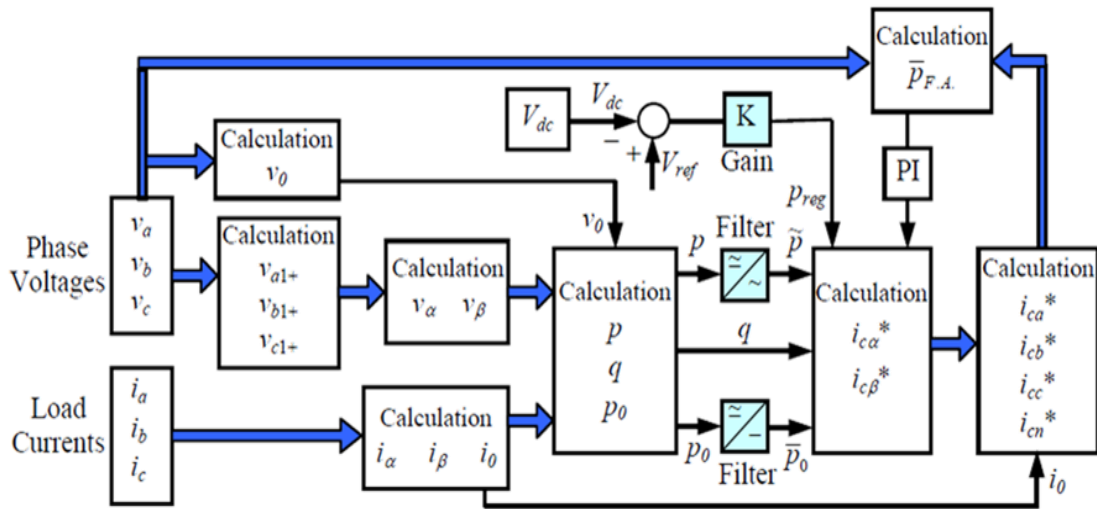 Calculation
p̅F.A.
Vdc
Vdc
−
+
Vref
K
Gain
PI
Calculation
v0
preg
Phase
Voltages
va
vb
vc
Calculation
va1+
vb1+
vc1+
Calculation
vα vβ
v0
Calculation
p
q
p0
p
Filter
≃
~
p̃
q
p0
≃
−
Filter
p̅0
Calculation
icα*
icβ*
Calculation
ica*
icb*
icc*
icn*
Load
Currents
ia
ib
ic
Calculation
iα iβ i0
i0